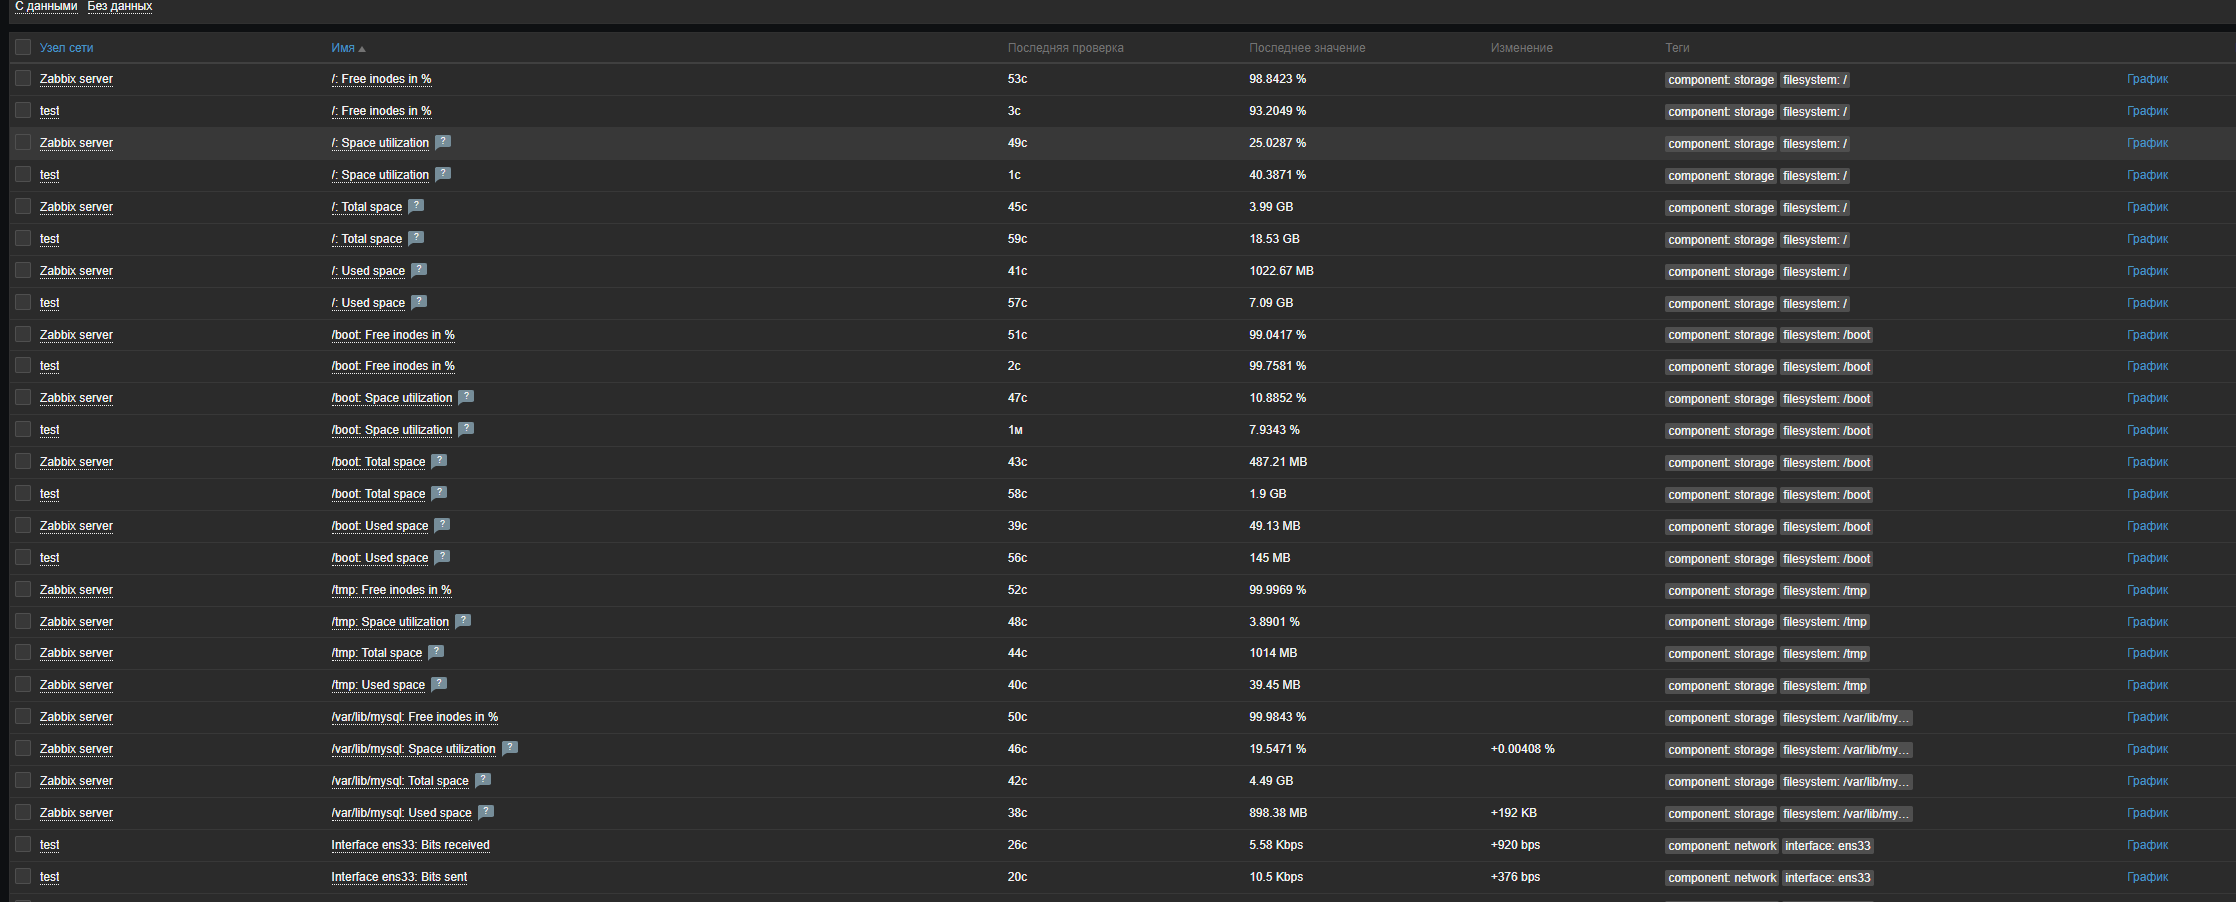 С данными Без данных
Узел сети Имя Последняя проверка Последнее значение Изменение Теги
Zabbix server /: Free inodes in % 53с 98.8423 % component: storage filesystem: / График
test /: Free inodes in % 3с 93.2049 % component: storage filesystem: / График
Zabbix server /: Space utilization ? 49с 25.0287 % component: storage filesystem: / График
test /: Space utilization ? 1с 40.3871 % component: storage filesystem: / График
Zabbix server /: Total space ? 45с 3.99 GB component: storage filesystem: / График
test /: Total space ? 59с 18.53 GB component: storage filesystem: / График
Zabbix server /: Used space ? 41с 1022.67 MB component: storage filesystem: / График
test /: Used space ? 57с 7.09 GB component: storage filesystem: / График
Zabbix server /boot: Free inodes in % 51с 99.0417 % component: storage filesystem: /boot График
test /boot: Free inodes in % 2с 99.7581 % component: storage filesystem: /boot График
Zabbix server /boot: Space utilization ? 47с 10.8852 % component: storage filesystem: /boot График
test /boot: Space utilization ? 1м 7.9343 % component: storage filesystem: /boot График
Zabbix server /boot: Total space ? 43с 487.21 MB component: storage filesystem: /boot График
test /boot: Total space ? 58с 1.9 GB component: storage filesystem: /boot График
Zabbix server /boot: Used space ? 39с 49.13 MB component: storage filesystem: /boot График
test /boot: Used space ? 56с 145 MB component: storage filesystem: /boot График
Zabbix server /tmp: Free inodes in % 52с 99.9969 % component: storage filesystem: /tmp График
Zabbix server /tmp: Space utilization ? 48с 3.8901 % component: storage filesystem: /tmp График
Zabbix server /tmp: Total space ? 44с 1014 MB component: storage filesystem: /tmp График
Zabbix server /tmp: Used space ? 40с 39.45 MB component: storage filesystem: /tmp График
Zabbix server /var/lib/mysql: Free inodes in % 50с 99.9843 % component: storage filesystem: /var/lib/my... График
Zabbix server /var/lib/mysql: Space utilization ? 46с 19.5471 % +0.00408 % component: storage filesystem: /var/lib/my... График
Zabbix server /var/lib/mysql: Total space ? 42с 4.49 GB component: storage filesystem: /var/lib/my... График
Zabbix server /var/lib/mysql: Used space ? 38с 898.38 MB +192 KB component: storage filesystem: /var/lib/my... График
test Interface ens33: Bits received 26с 5.58 Kbps +920 bps component: network interface: ens33 График
test Interface ens33: Bits sent 20с 10.5 Kbps +376 bps component: network interface: ens33 График